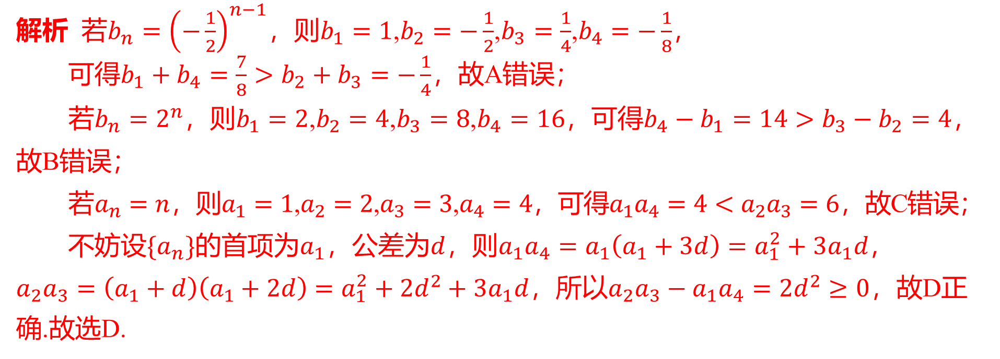 解析 若$b_n=\left(-\frac{1}{2}\right)^{n-1}$，则$b_1=1,b_2=-\frac{1}{2},b_3=\frac{1}{4},b_4=-\frac{1}{8}$,
可得$b_1+b_4=\frac{7}{8}>b_2+b_3=-\frac{1}{4}$，故A错误；
若$b_n=2^n$，则$b_1=2,b_2=4,b_3=8,b_4=16$，可得$b_4-b_1=14>b_3-b_2=4$，
故B错误；
若$a_n=n$，则$a_1=1,a_2=2,a_3=3,a_4=4$，可得$a_1a_4=4<a_2a_3=6$，故C错误；
不妨设$\{a_n\}$的首项为$a_1$，公差为$d$，则$a_1a_4=a_1(a_1+3d)=a_1^2+3a_1d$，
$a_2a_3=(a_1+d)(a_1+2d)=a_1^2+2d^2+3a_1d$，所以$a_2a_3-a_1a_4=2d^2\geq 0$，故D正
确.故选D.